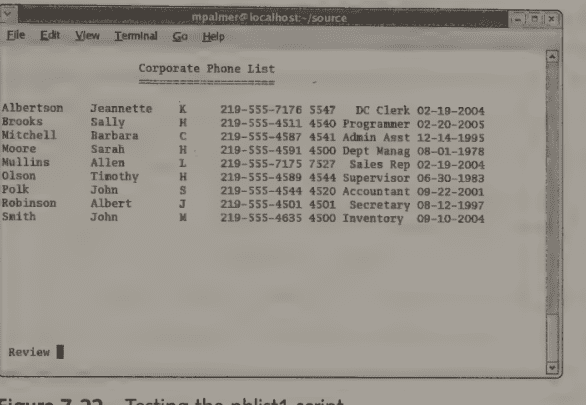 mpalmer@localhost:~/source
File Edit View Terminal Go Help
Corporate Phone List
====================
Albertson Jeannette K 219-555-7176 5547 DC Clerk 02-19-2004
Brooks Sally H 219-555-4511 4540 Programmer 02-20-2005
Mitchell Barbara C 219-555-4587 4541 Admin Asst 12-14-1995
Moore Sarah H 219-555-4591 4500 Dept Manag 08-01-1978
Mullins Allen L 219-555-7175 7527 Sales Rep 02-19-2004
Olson Timothy H 219-555-4589 4544 Supervisor 06-30-1983
Polk John S 219-555-4544 4520 Accountant 09-22-2001
Robinson Albert J 219-555-4501 4501 Secretary 08-12-1997
Smith John M 219-555-4635 4500 Inventory 09-10-2004
Review
Figure 7-22 Testing the phlist1 script